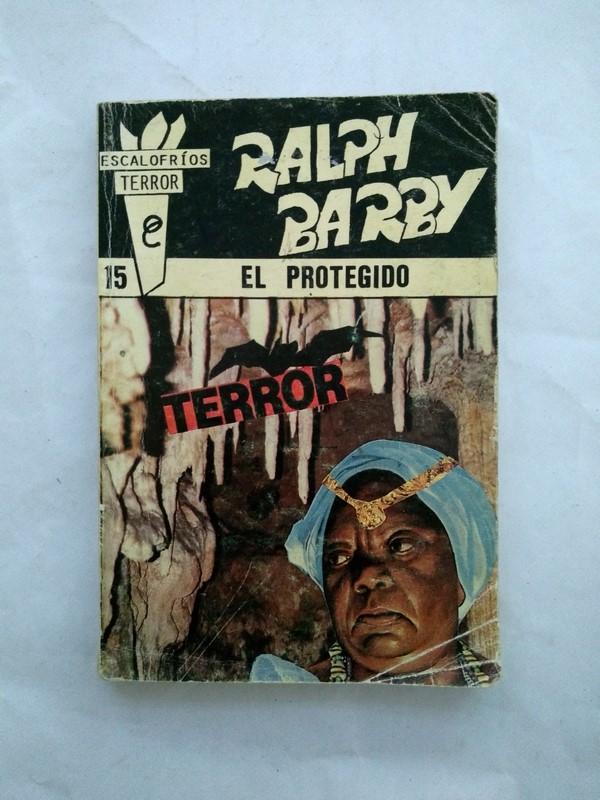 ESCALOFRÍOS
TERROR
e
RALPH
BARBY
15
EL PROTEGIDO
TERROR